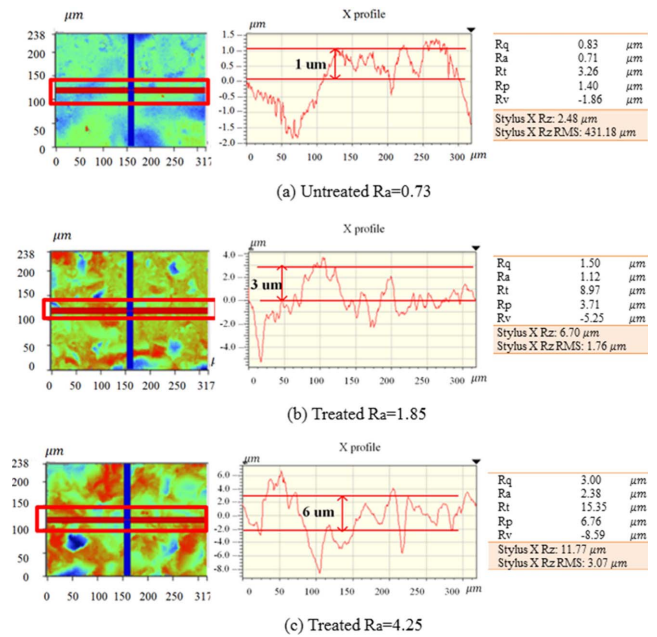 μm
238
200
150
100
50
0
0 50 100 150 200 250 317
X profile
μm
1.5
1.0
0.5
0.0
-0.5
-1.0
-1.5
-2.0
1 um
0 50 100 150 200 250 300
μm
Rq 0.83 μm
Ra 0.71 μm
Rt 3.26 μm
Rp 1.40 μm
Rv -1.86 μm
Stylus X Rz: 2.48 μm
Stylus X Rz RMS: 431.18 μm
(a) Untreated Ra=0.73
μm
238
200
150
100
50
0
0 50 100 150 200 250 317
X profile
μm
4.0
2.0
0.0
-2.0
-4.0
3 um
0 50 100 150 200 250 300
μm
Rq 1.50 μm
Ra 1.12 μm
Rt 8.97 μm
Rp 3.71 μm
Rv -5.25 μm
Stylus X Rz: 6.70 μm
Stylus X Rz RMS: 1.76 μm
(b) Treated Ra=1.85
μm
238
200
150
100
50
0
0 50 100 150 200 250 317
X profile
μm
6.0
4.0
2.0
0.0
-2.0
-4.0
-6.0
-8.0
6 um
0 50 100 150 200 250 300
μm
Rq 3.00 μm
Ra 2.38 μm
Rt 15.35 μm
Rp 6.76 μm
Rv -8.59 μm
Stylus X Rz: 11.77 μm
Stylus X Rz RMS: 3.07 μm
(c) Treated Ra=4.25